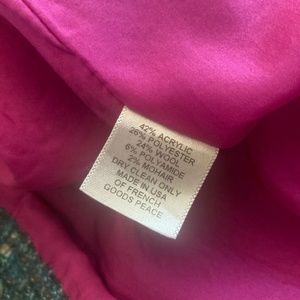 42% ACRYLIC
26% POLYESTER
24% WOOL
6% POLYAMIDE
2% MOHAIR
DRY CLEAN ONLY
MADE IN USA
OF FRENCH
GOODS PEACE